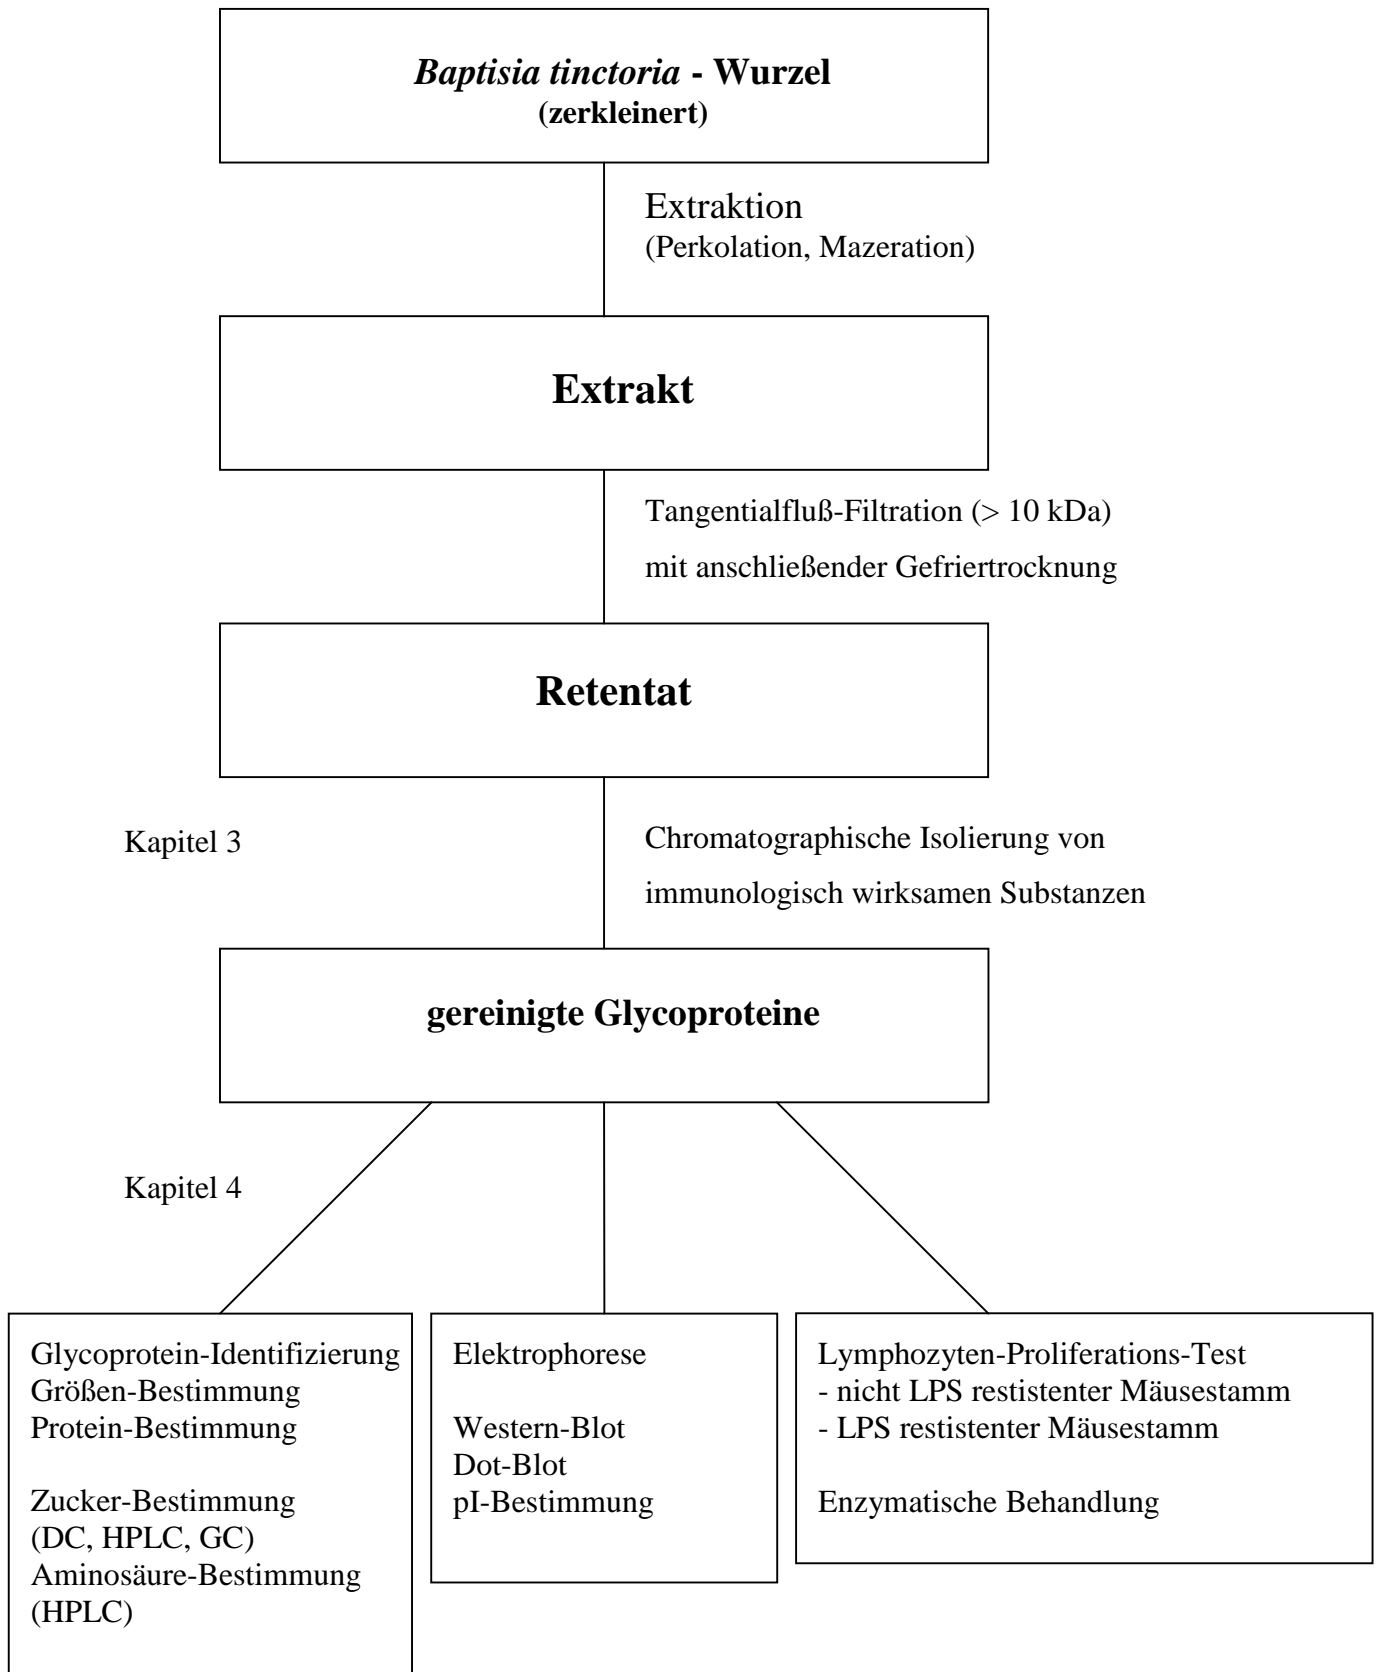 Baptisia tinctoria - Wurzel
(zerkleinert)
Extraktion
(Perkolation, Mazeration)
Extrakt
Tangentialfluß-Filtration (> 10 kDa)
mit anschließender Gefriertrocknung
Retentat
Kapitel 3
Chromatographische Isolierung von
immunologisch wirksamen Substanzen
gereinigte Glycoproteine
Kapitel 4
Glycoprotein-Identifizierung
Größen-Bestimmung
Protein-Bestimmung
Zucker-Bestimmung
(DC, HPLC, GC)
Aminosäure-Bestimmung
(HPLC)
Elektrophorese
Western-Blot
Dot-Blot
pI-Bestimmung
Lymphozyten-Proliferations-Test
- nicht LPS restistenter Mäusestamm
- LPS restistenter Mäusestamm
Enzymatische Behandlung